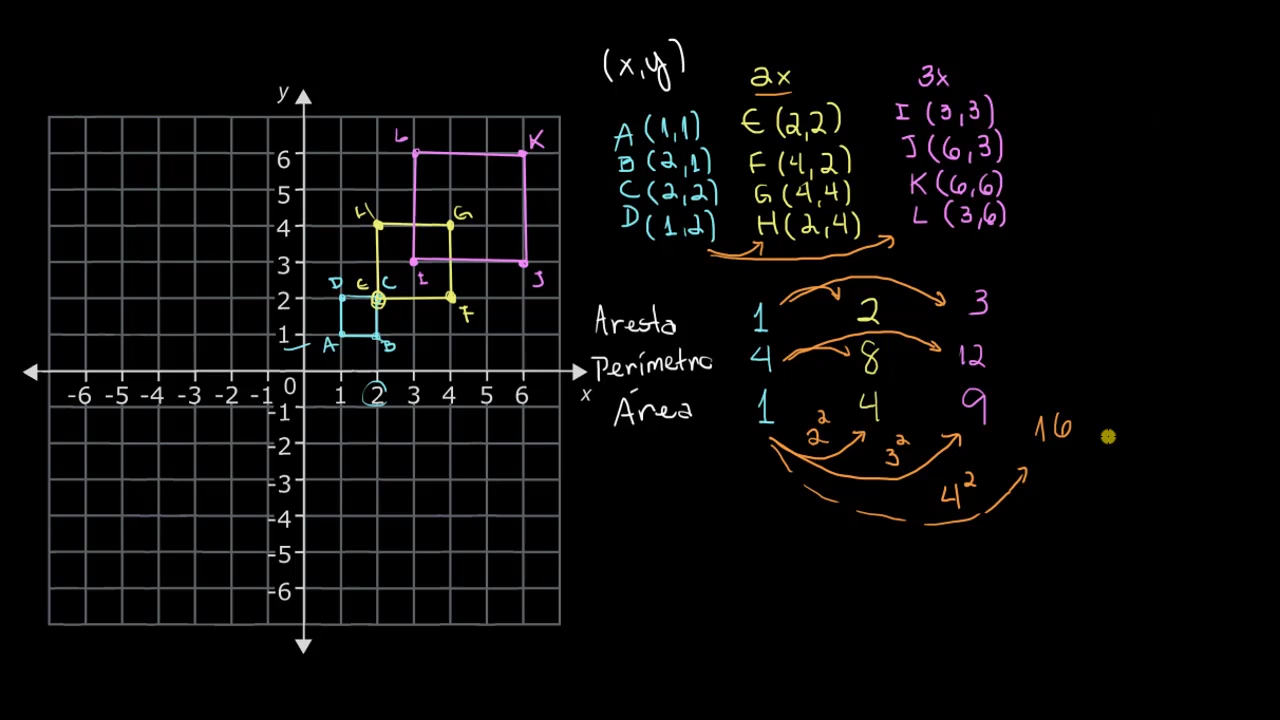 (x,y)
2x
3x
A (1,1)
E (2,2)
I (3,3)
B (2,1)
F (4,2)
J (6,3)
C (2,2)
G (4,4)
K (6,6)
D (1,2)
H (2,4)
L (3,6)
y
L K
6
5
H G
4
3
I J
D E C
2
F
1
A B
-6 -5 -4 -3 -2 -1 0 1 2 3 4 5 6 x
-1
-2
-3
-4
-5
-6
Aresta 1 2 3
Perímetro 4 8 12
Área 1 4 9 16
2²
3²
4²